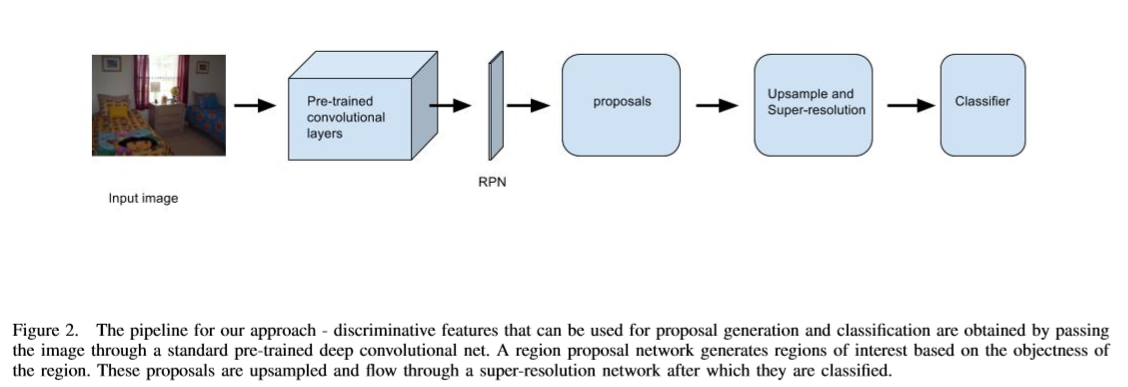 Pre-trained
convolutional
layers
proposals
Upsample and
Super-resolution
Classifier
RPN
Input image
Figure 2. The pipeline for our approach - discriminative features that can be used for proposal generation and classification are obtained by passing
the image through a standard pre-trained deep convolutional net. A region proposal network generates regions of interest based on the objectness of
the region. These proposals are upsampled and flow through a super-resolution network after which they are classified.